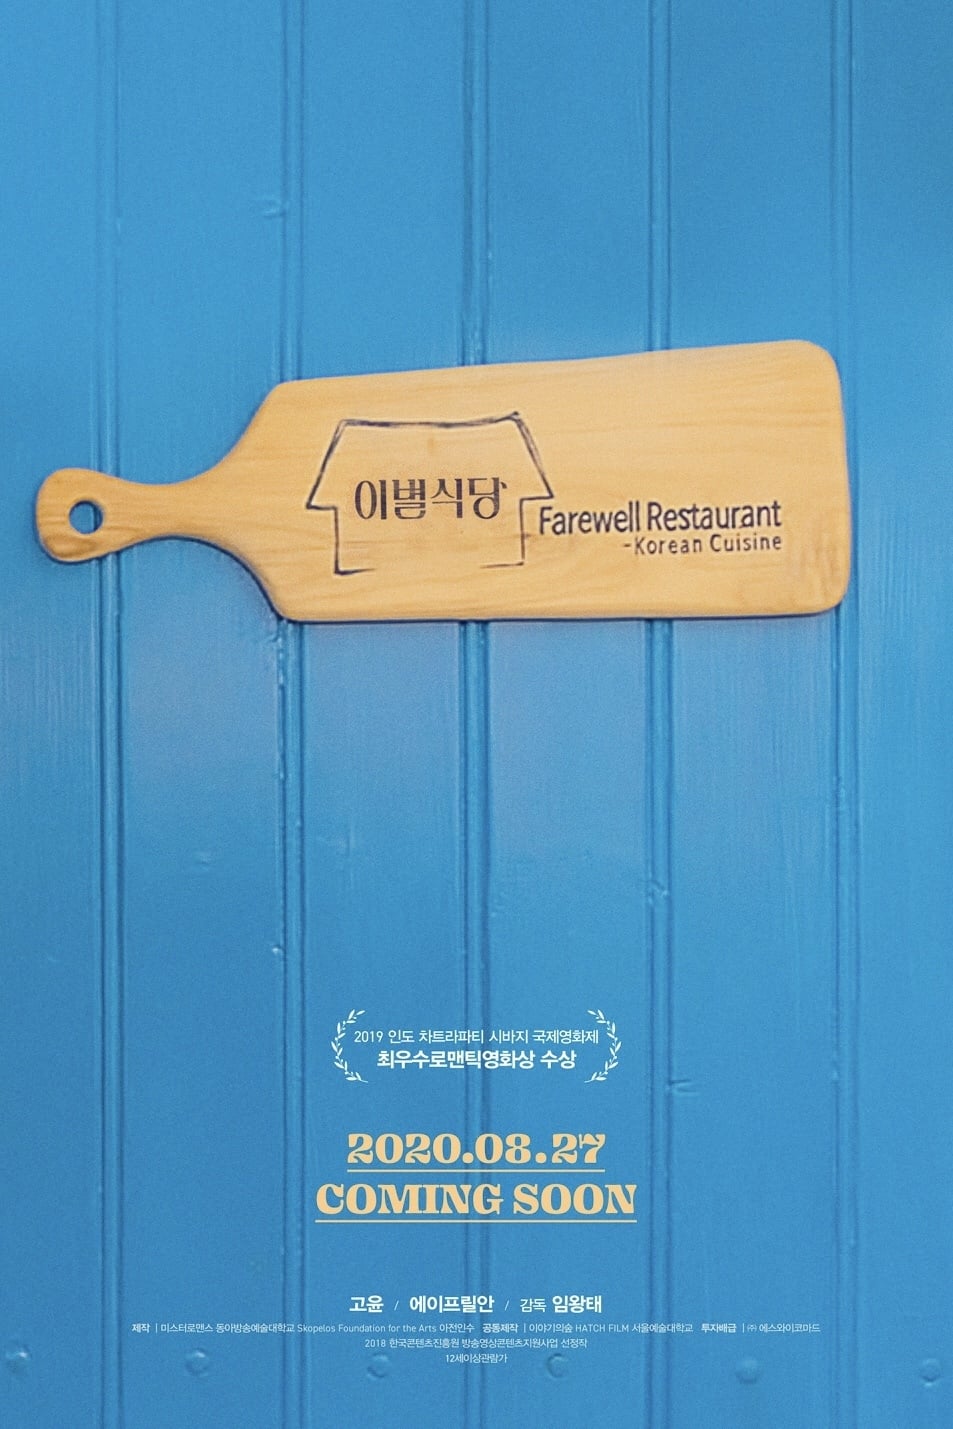 이별식당
Farewell Restaurant
-Korean Cuisine
2019 인도 차트라파티 시바지 국제영화제
최우수로맨틱영화상 수상
2020.08.27
COMING SOON
고윤 / 에이프릴안 / 감독 임왕태
제작 | 미스터로맨스 동아방송예술대학교 Skopelos Foundation for the Arts 아전인수 공동제작 | 이야기의숲 HATCH FILM 서울예술대학교 투자배급 | ㈜ 에스와이코마드
2018 한국콘텐츠진흥원 방송영상콘텐츠지원사업 선정작
12세이상관람가